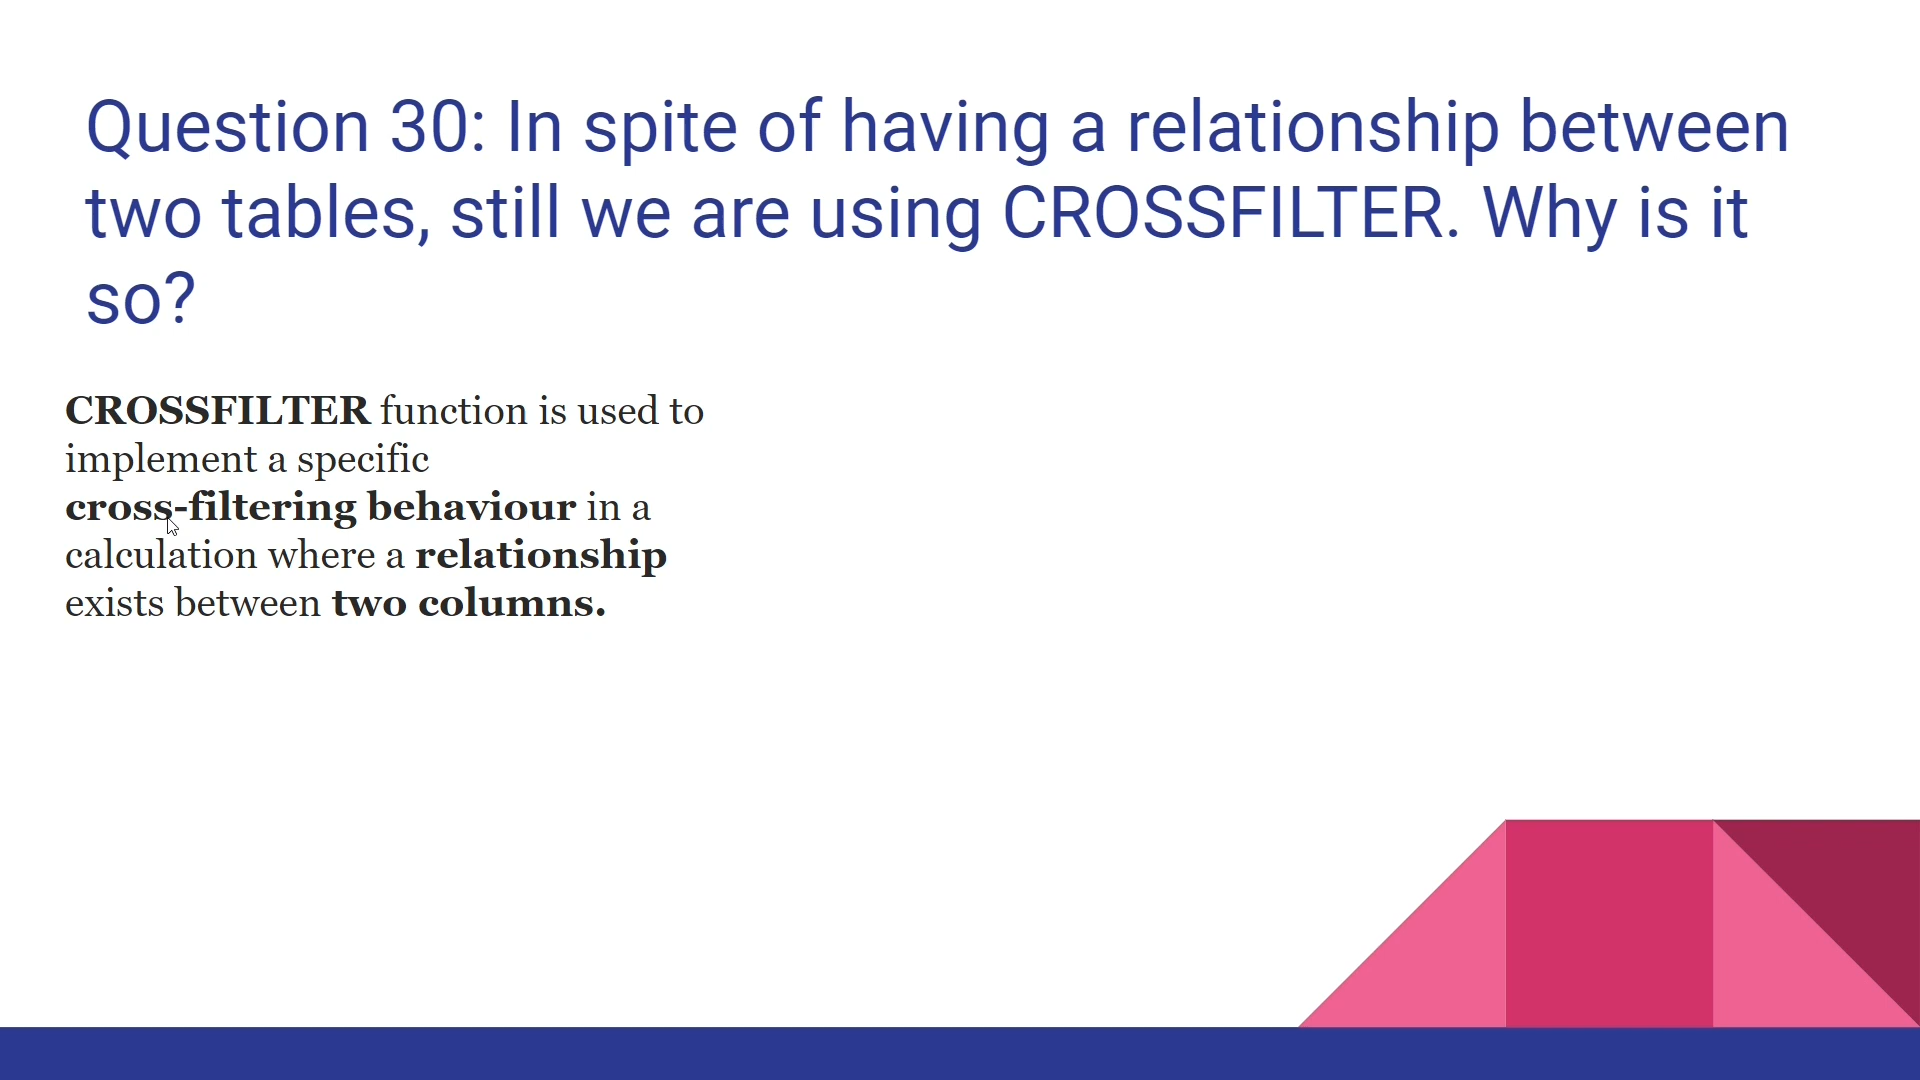 Question 30: In spite of having a relationship between
two tables, still we are using CROSSFILTER. Why is it
so?
CROSSFILTER function is used to
implement a specific
cross-filtering behaviour in a
calculation where a relationship
exists between two columns.